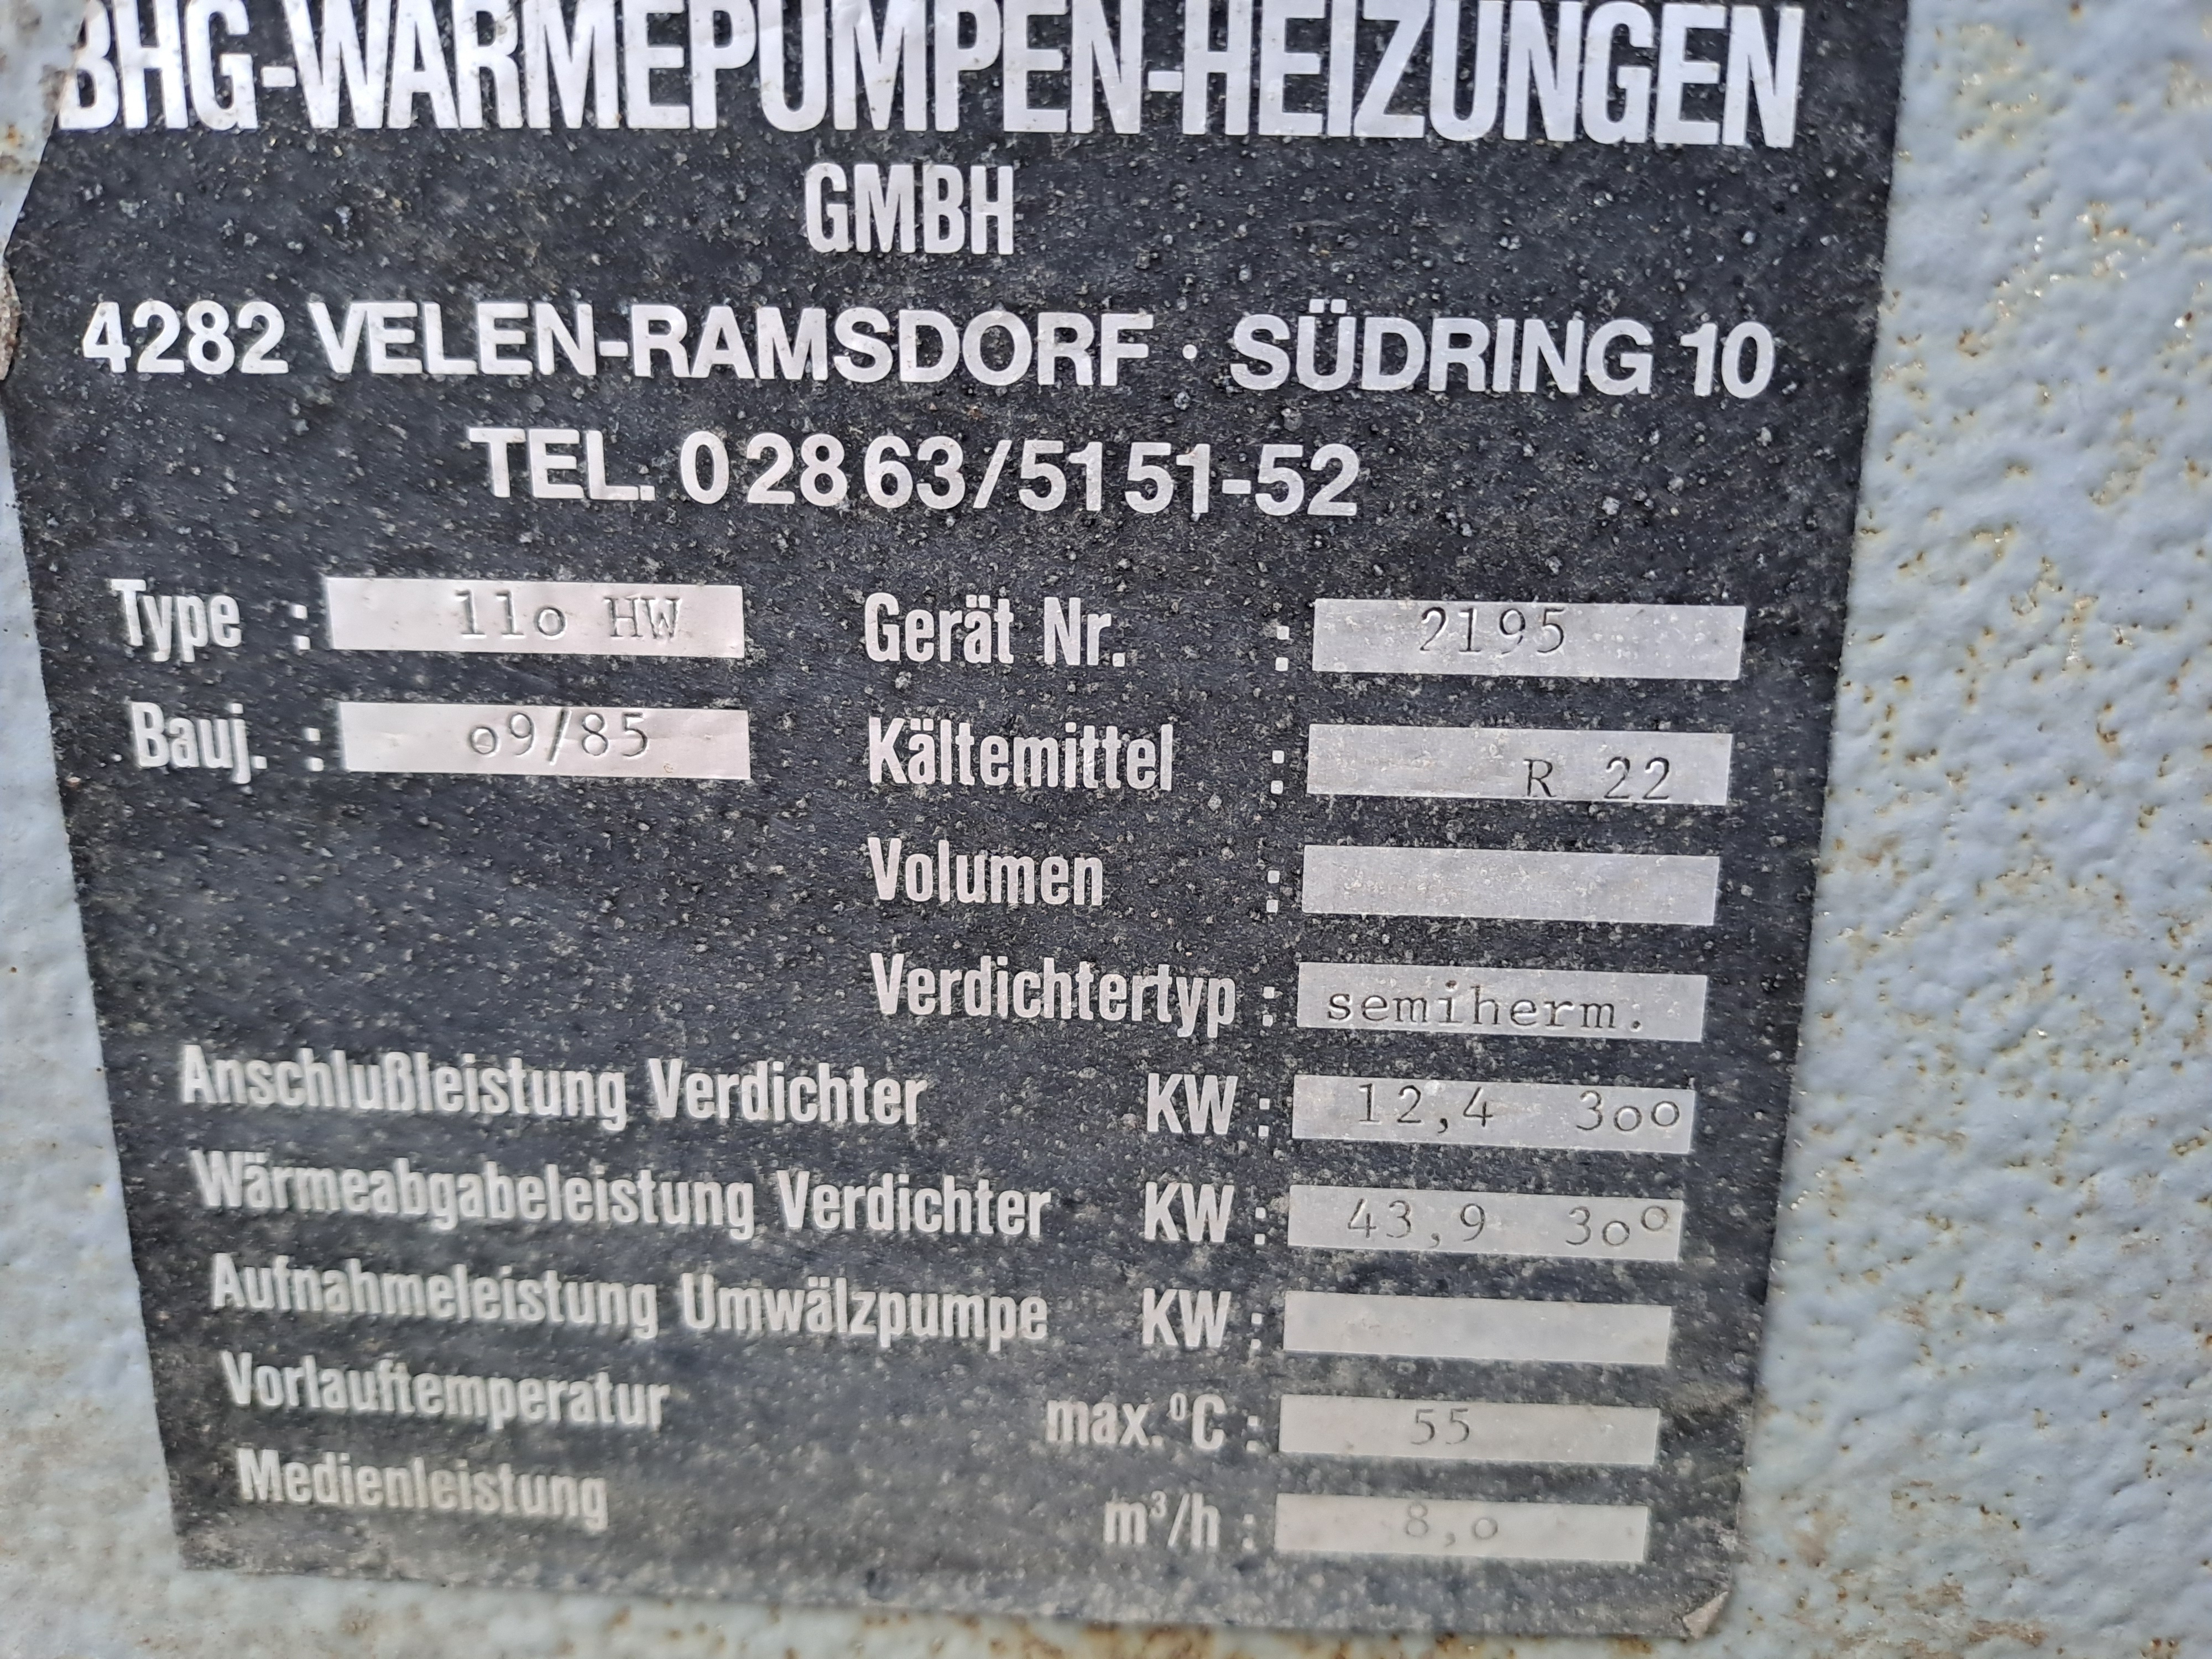 BHG-WÄRMEPUMPEN-HEIZUNGEN
GMBH
4282 VELEN-RAMSDORF · SÜDRING 10
TEL. 0 28 63/51 51-52
Type : 11o HW Gerät Nr. : 2195
Bauj. : o9/85 Kältemittel : R 22
Volumen :
Verdichtertyp : semiherm.
Anschlußleistung Verdichter KW : 12,4 3oo
Wärmeabgabeleistung Verdichter KW : 43,9 3o°
Aufnahmeleistung Umwälzpumpe KW :
Vorlauftemperatur max. °C : 55
Medienleistung m³/h : 8,o